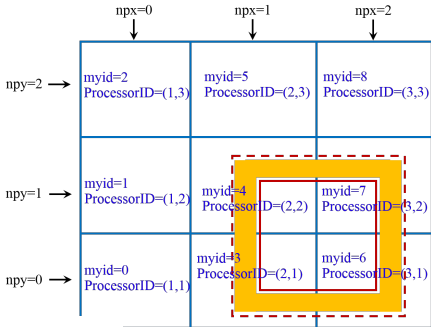 npx=0 npx=1 npx=2
npy=2
myid=2
ProcessorID=(1,3)
myid=5
ProcessorID=(2,3)
myid=8
ProcessorID=(3,3)
npy=1
myid=1
ProcessorID=(1,2)
myid=4
ProcessorID=(2,2)
myid=7
ProcessorID=(3,2)
npy=0
myid=0
ProcessorID=(1,1)
myid=3
ProcessorID=(2,1)
myid=6
ProcessorID=(3,1)